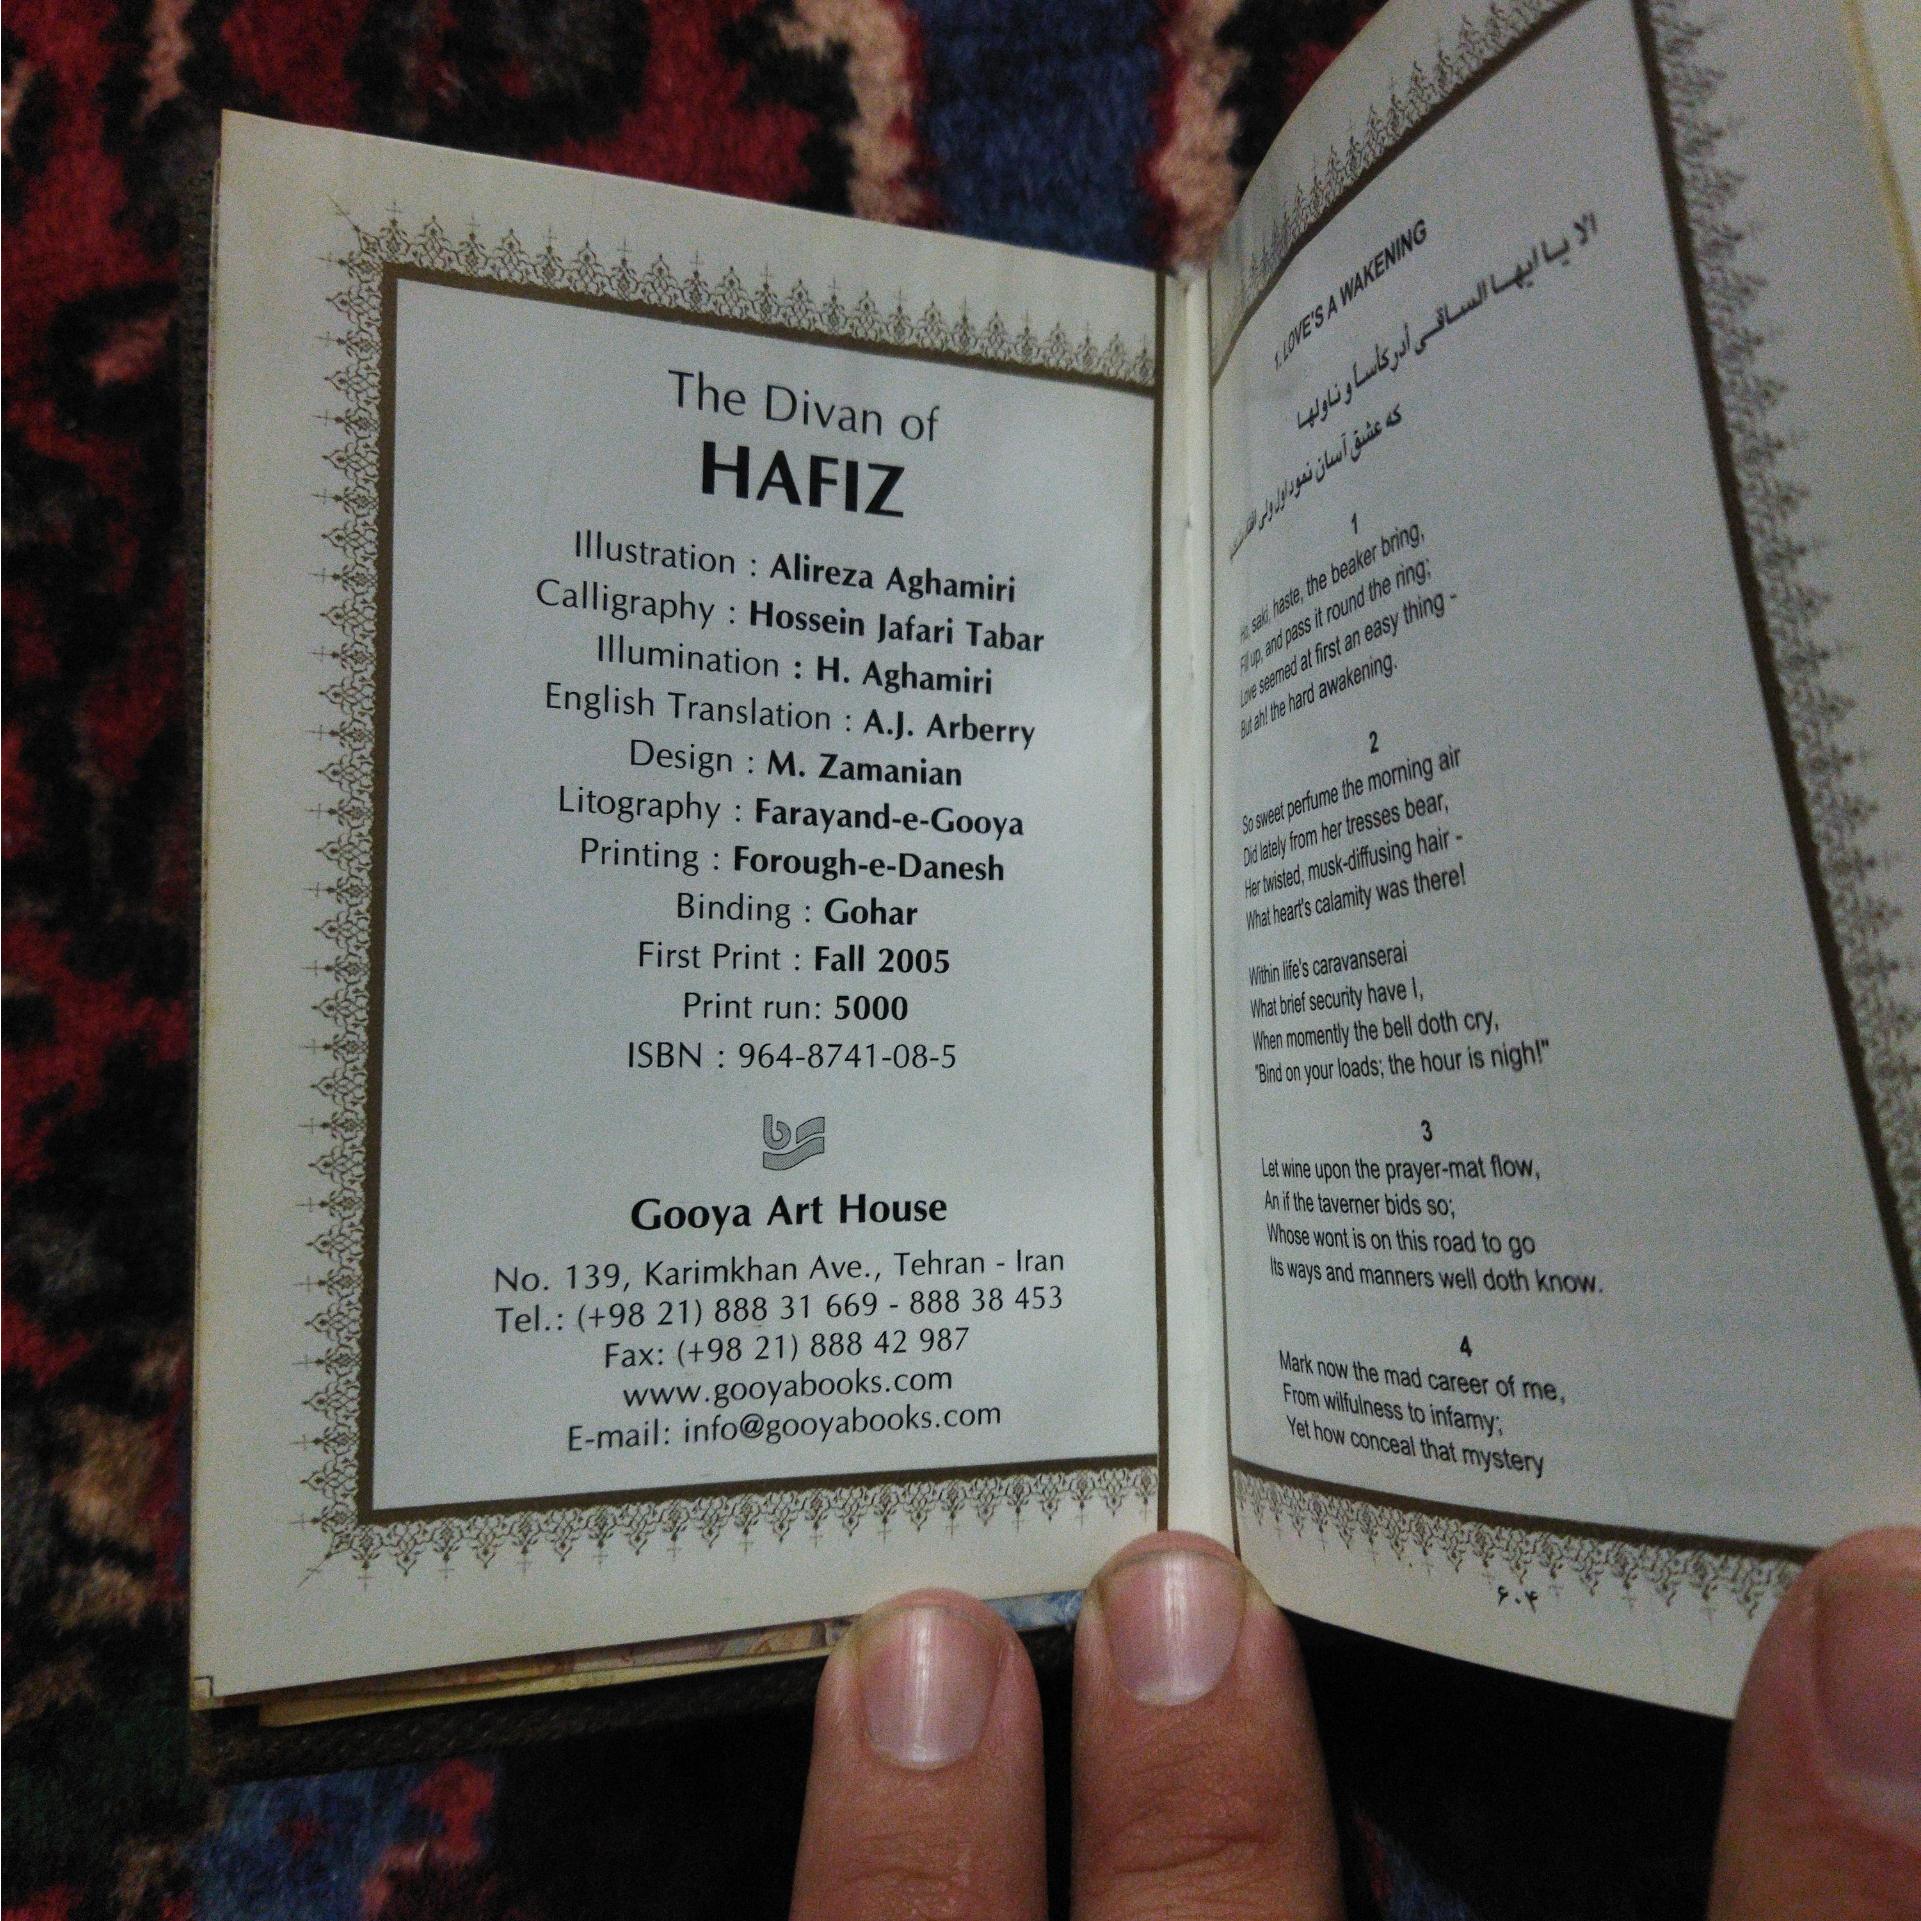 The Divan of
HAFIZ
Illustration : Alireza Aghamiri
Calligraphy : Hossein Jafari Tabar
Illumination : H. Aghamiri
English Translation : A.J. Arberry
Design : M. Zamanian
Litography : Farayand-e-Gooya
Printing : Forough-e-Danesh
Binding : Gohar
First Print : Fall 2005
Print run: 5000
ISBN : 964-8741-08-5
Gooya Art House
No. 139, Karimkhan Ave., Tehran - Iran
Tel.: (+98 21) 888 31 669 - 888 38 453
Fax: (+98 21) 888 42 987
www.gooyabooks.com
E-mail: info@gooyabooks.com
1.LOVE'S A WAKENING
الا یا ایها الساقی أدر کأسا و ناولها
که عشق آسان نمود اول ولی
1
Ho, saki, haste, the beaker bring,
Fill up, and pass it round the ring;
Love seemed at first an easy thing -
But ah! the hard awakening.
2
So sweet perfume the morning air
Did lately from her tresses bear,
Her twisted, musk-diffusing hair -
What heart's calamity was there!
Within life's caravanserai
What brief security have I,
When momently the bell doth cry,
"Bind on your loads; the hour is nigh!"
3
Let wine upon the prayer-mat flow,
An if the taverner bids so;
Whose wont is on this road to go
Its ways and manners well doth know.
4
Mark now the mad career of me,
From wilfulness to infamy;
Yet how conceal that mystery
۶۰۴